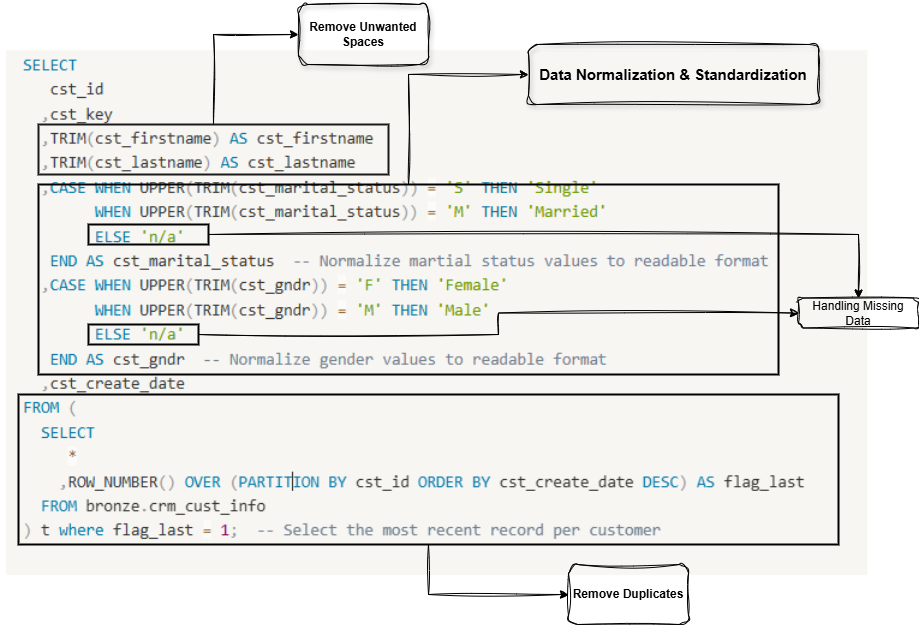 Remove Unwanted
Spaces
Data Normalization & Standardization
SELECT
cst_id
,cst_key
,TRIM(cst_firstname) AS cst_firstname
,TRIM(cst_lastname) AS cst_lastname
,CASE WHEN UPPER(TRIM(cst_marital_status)) = 'S' THEN 'Single'
WHEN UPPER(TRIM(cst_marital_status)) = 'M' THEN 'Married'
ELSE 'n/a'
END AS cst_marital_status -- Normalize martial status values to readable format
,CASE WHEN UPPER(TRIM(cst_gndr)) = 'F' THEN 'Female'
WHEN UPPER(TRIM(cst_gndr)) = 'M' THEN 'Male'
Handling Missing
Data
ELSE 'n/a'
END AS cst_gndr -- Normalize gender values to readable format
,cst_create_date
FROM (
SELECT
*
,ROW_NUMBER() OVER (PARTITION BY cst_id ORDER BY cst_create_date DESC) AS flag_last
FROM bronze.crm_cust_info
) t where flag_last = 1; -- Select the most recent record per customer
Remove Duplicates